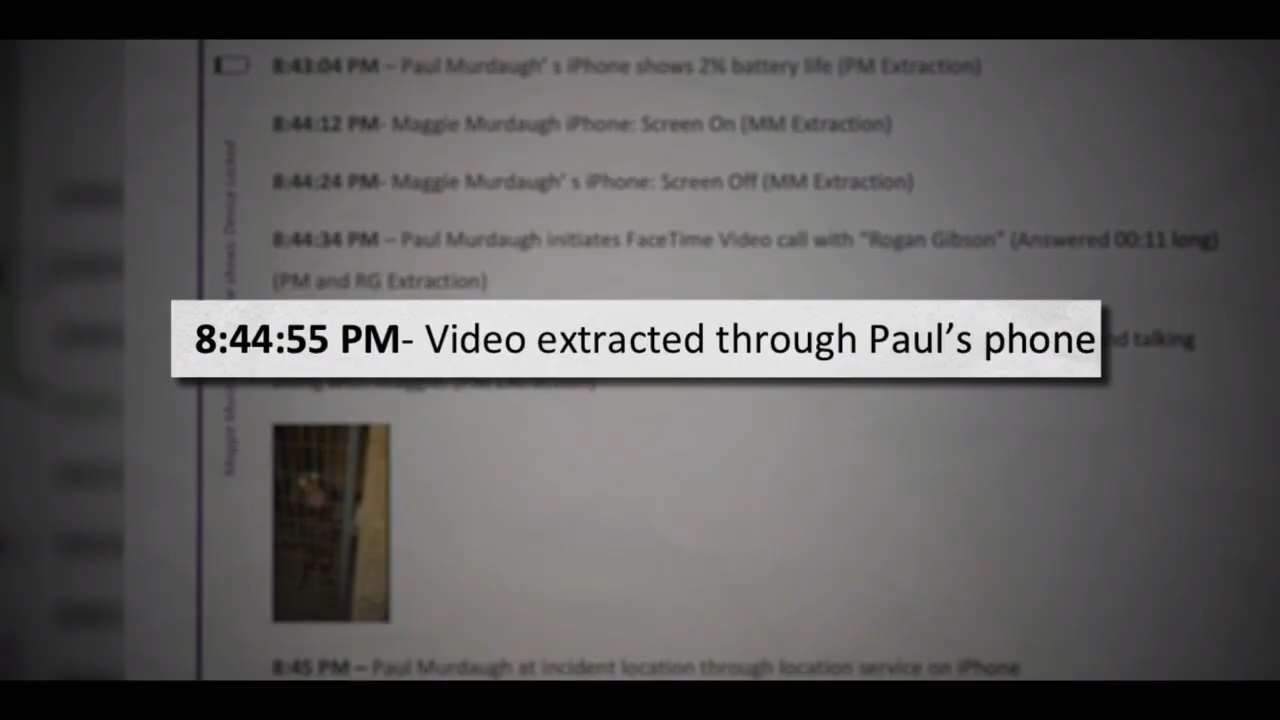 8:43:04 PM – Paul Murdaugh' s iPhone shows 2% battery life (PM Extraction)
8:44:12 PM- Maggie Murdaugh iPhone: Screen On (MM Extraction)
8:44:24 PM- Maggie Murdaugh' s iPhone: Screen Off (MM Extraction)
8:44:34 PM – Paul Murdaugh initiates FaceTime Video call with "Rogan Gibson" (Answered 00:11 long)
(PM and RG Extraction)
8:44:55 PM- Video extracted through Paul's phone
talking
8:45 PM – Paul Murdaugh at incident location through location service on iPhone